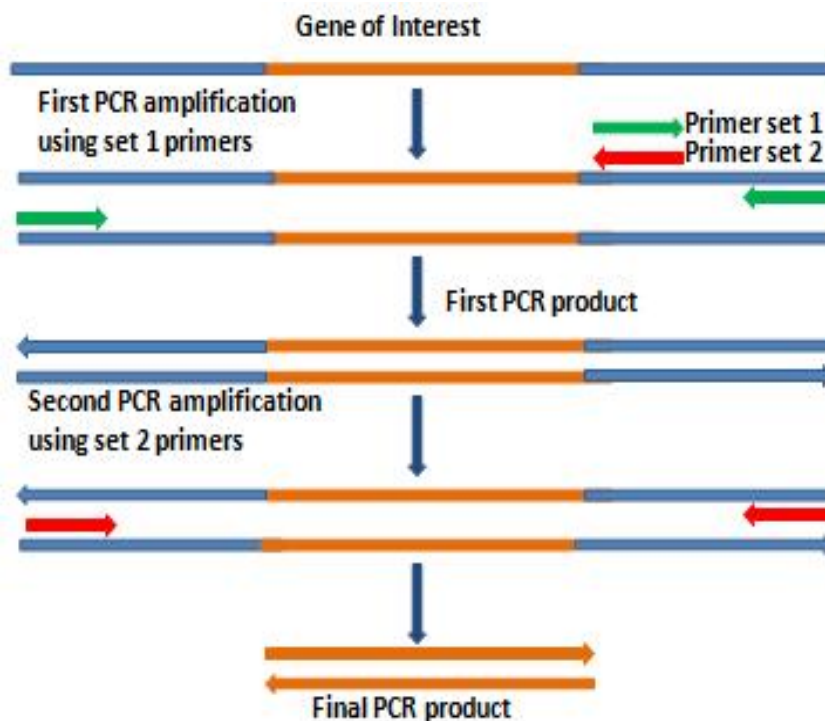 Gene of Interest
First PCR amplification
using set 1 primers
Primer set 1
Primer set 2
First PCR product
Second PCR amplification
using set 2 primers
Final PCR product